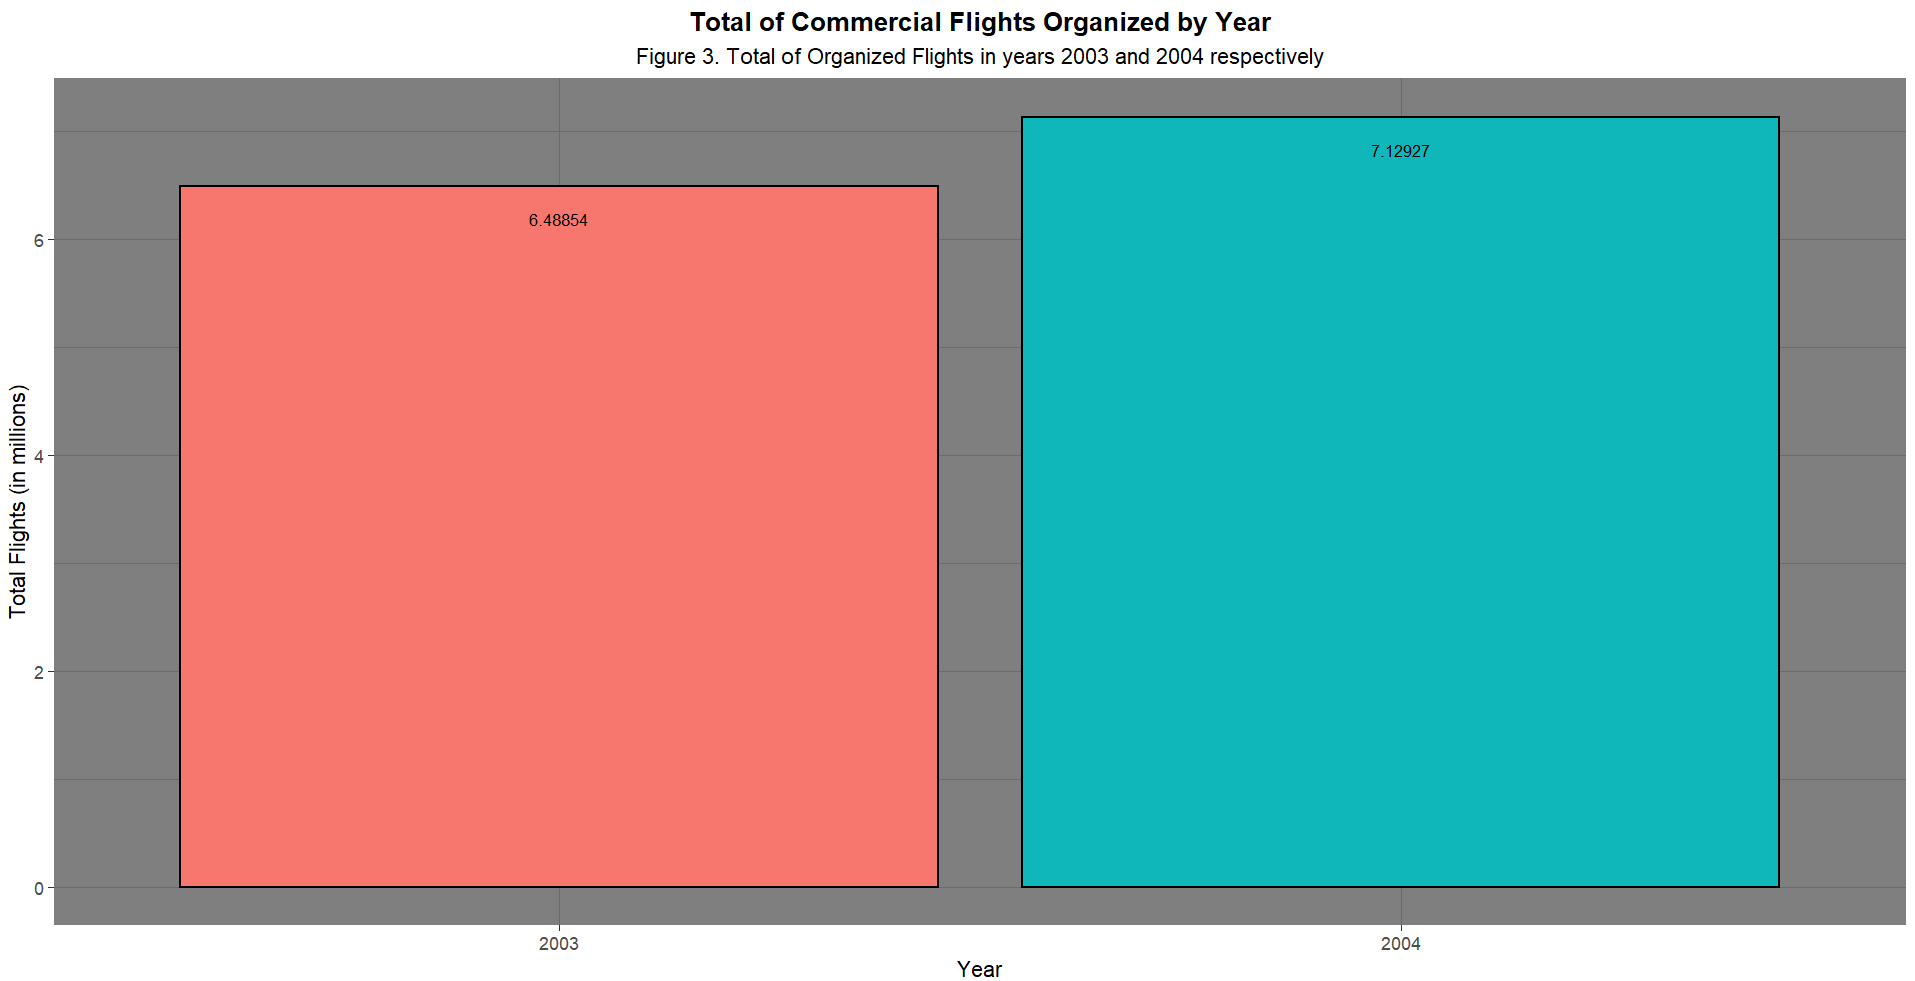 Total of Commercial Flights Organized by Year
Figure 3. Total of Organized Flights in years 2003 and 2004 respectively
Total Flights (in millions)
6
4
2
0
6.48854
7.12927
2003
2004
Year